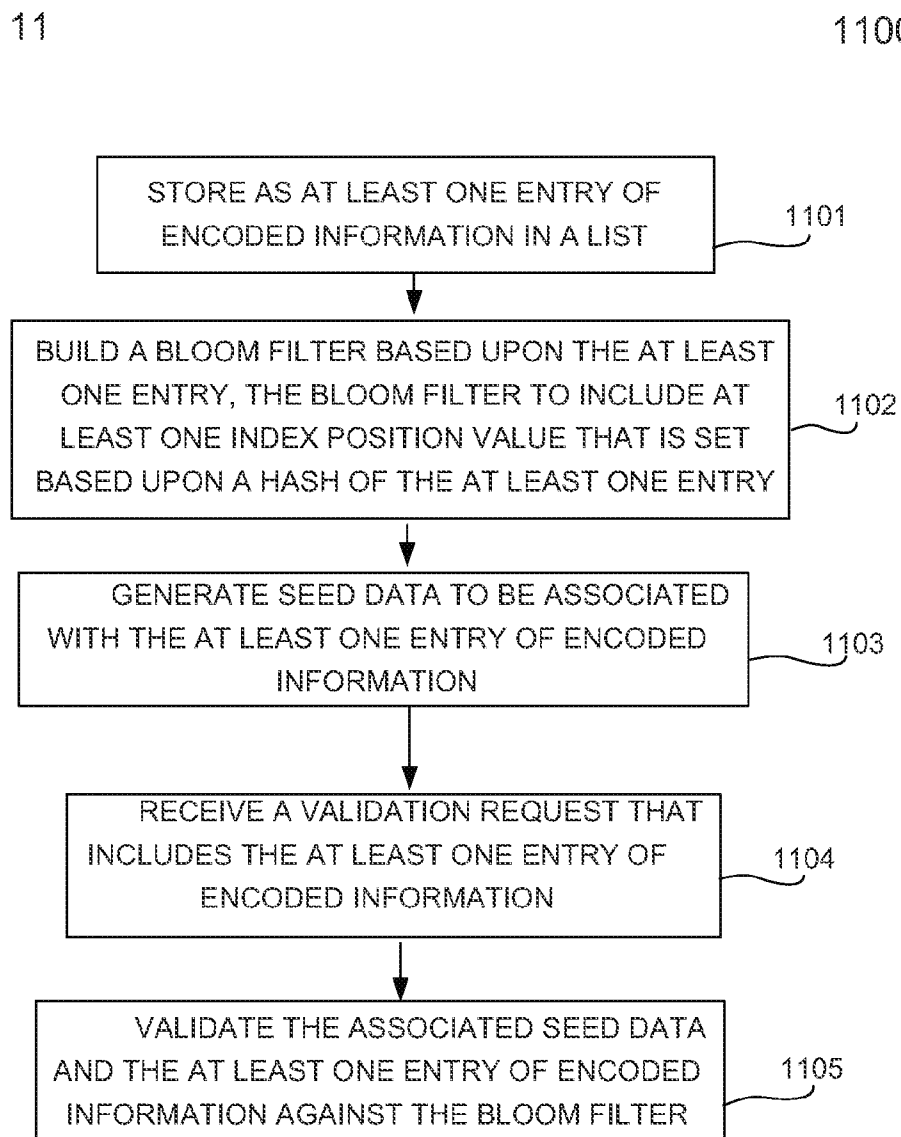 11
1100
STORE AS AT LEAST ONE ENTRY OF
ENCODED INFORMATION IN A LIST
1101
BUILD A BLOOM FILTER BASED UPON THE AT LEAST
ONE ENTRY, THE BLOOM FILTER TO INCLUDE AT
LEAST ONE INDEX POSITION VALUE THAT IS SET
BASED UPON A HASH OF THE AT LEAST ONE ENTRY
1102
GENERATE SEED DATA TO BE ASSOCIATED
WITH THE AT LEAST ONE ENTRY OF ENCODED
INFORMATION
1103
RECEIVE A VALIDATION REQUEST THAT
INCLUDES THE AT LEAST ONE ENTRY OF
ENCODED INFORMATION
1104
VALIDATE THE ASSOCIATED SEED DATA
AND THE AT LEAST ONE ENTRY OF ENCODED
INFORMATION AGAINST THE BLOOM FILTER
1105